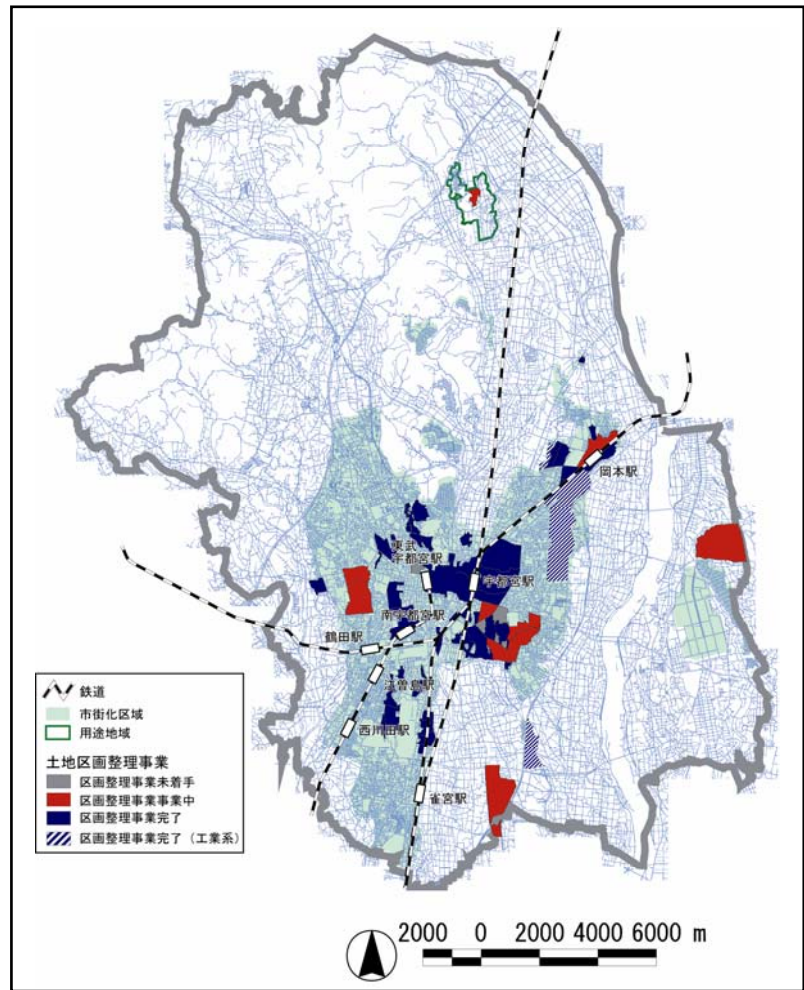 岡本駅
東武
宇都宮駅
宇都宮駅
南宇都宮駅
鶴田駅
江曽島駅
西川田駅
雀宮駅
鉄道
市街化区域
用途地域
土地区画整理事業
区画整理事業未着手
区画整理事業事業中
区画整理事業完了
区画整理事業完了（工業系）
2000 0 2000 4000 6000 m